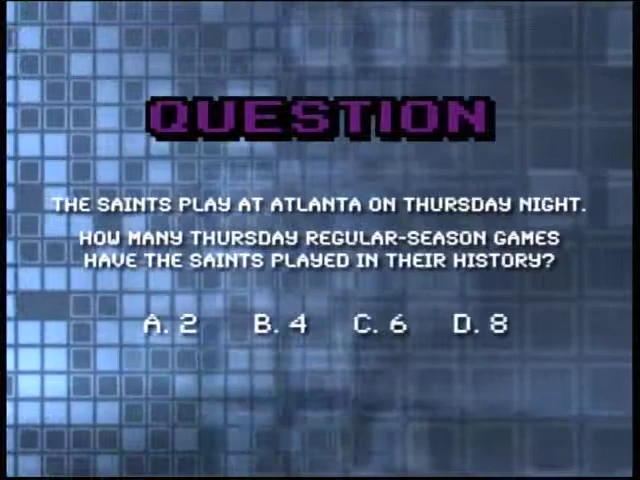 QUESTION
THE SAINTS PLAY AT ATLANTA ON THURSDAY NIGHT.
HOW MANY THURSDAY REGULAR-SEASON GAMES
HAVE THE SAINTS PLAYED IN THEIR HISTORY?
A. 2 B. 4 C. 6 D. 8